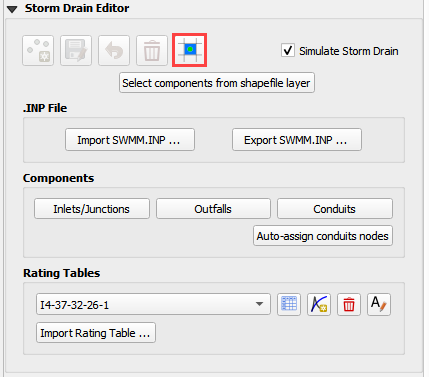 Storm Drain Editor
Simulate Storm Drain
Select components from shapefile layer
.INP File
Import SWMM.INP ...
Export SWMM.INP ...
Components
Inlets/Junctions
Outfalls
Conduits
Auto-assign conduits nodes
Rating Tables
I4-37-32-26-1
Import Rating Table ...